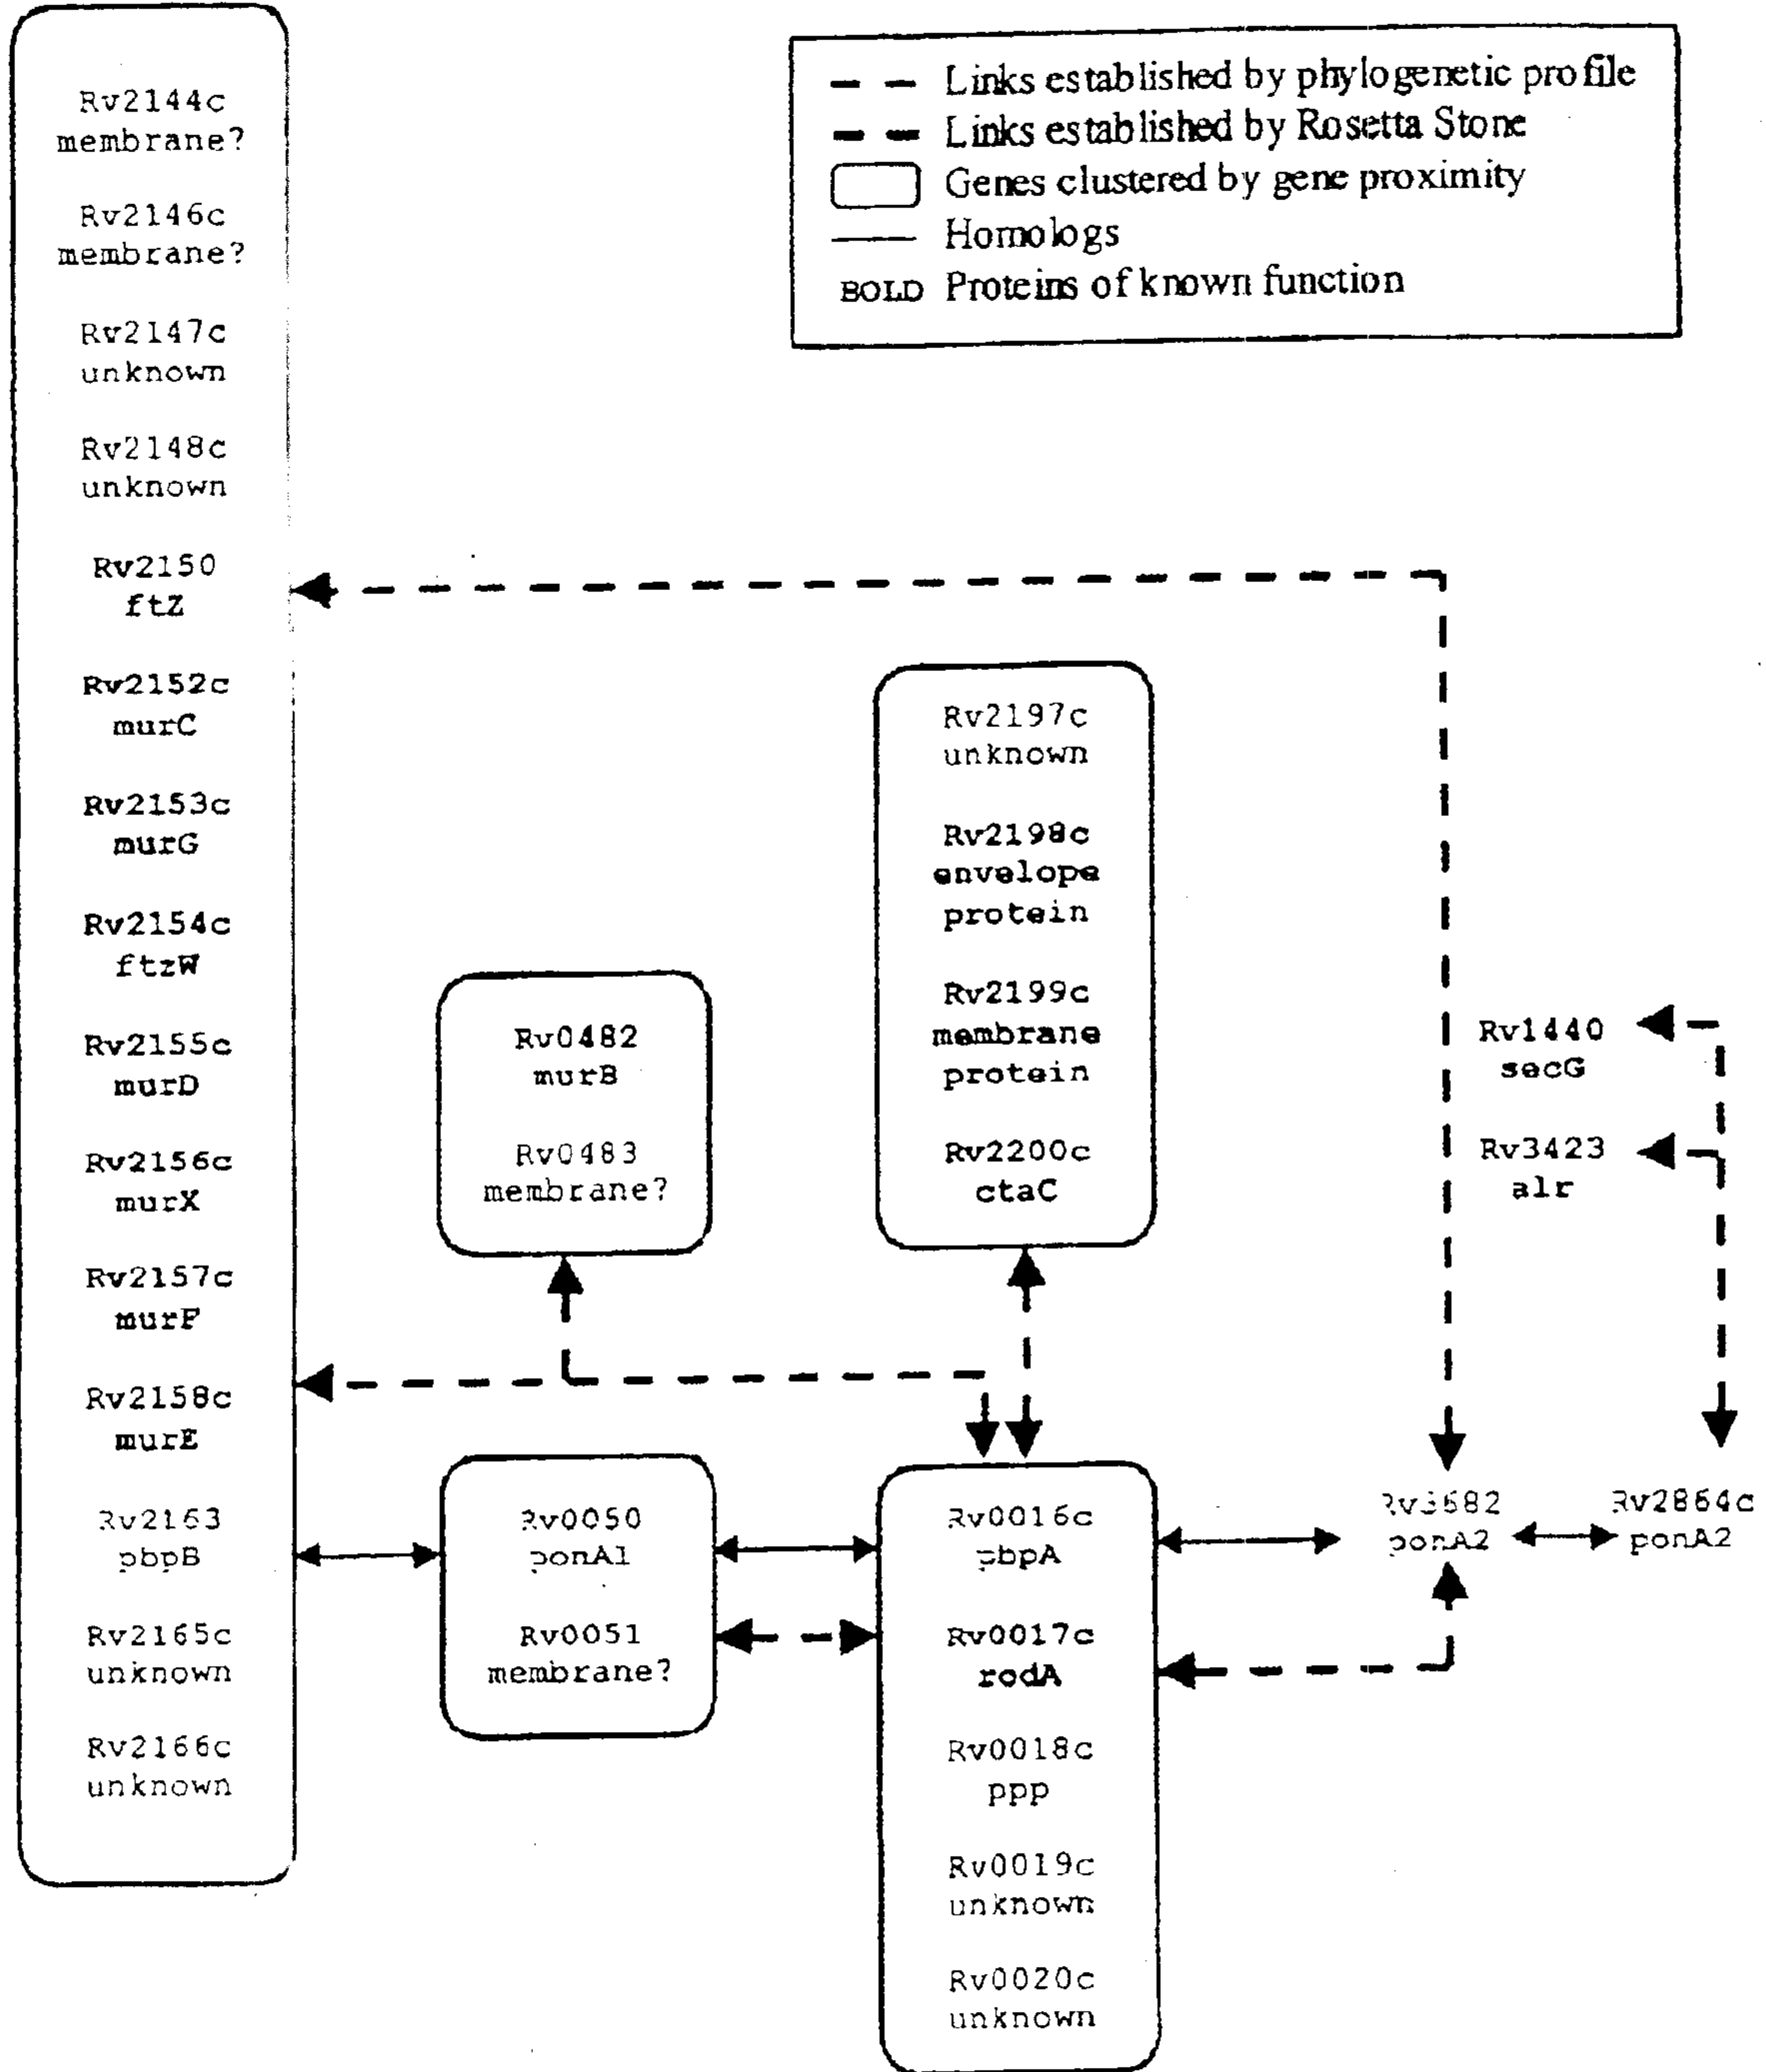 Links established by phylogenetic profile
Links established by Rosetta Stone
Genes clustered by gene proximity
Homologs
BOLD Proteins of known function
Rv2144c
membrane?
Rv2146c
membrane?
Rv2147c
unknown
Rv2148c
unknown
Rv2150
ftZ
Rv2152c
murC
Rv2153c
murG
Rv2154c
ftzW
Rv2155c
murD
Rv2156c
murX
Rv2157c
murF
Rv2158c
murE
Rv2163
pbpB
Rv2165c
unknown
Rv2166c
unknown
Rv0482
murB
Rv0483
membrane?
Rv0050
ponA1
Rv0051
membrane?
Rv2197c
unknown
Rv2198c
envelope
protein
Rv2199c
membrane
protein
Rv2200c
ctaC
Rv0016c
pbpA
Rv0017c
rodA
Rv0018c
ppp
Rv0019c
unknown
Rv0020c
unknown
Rv1440
secG
Rv3423
alr
Rv3682
ponA2
Rv2864c
ponA2